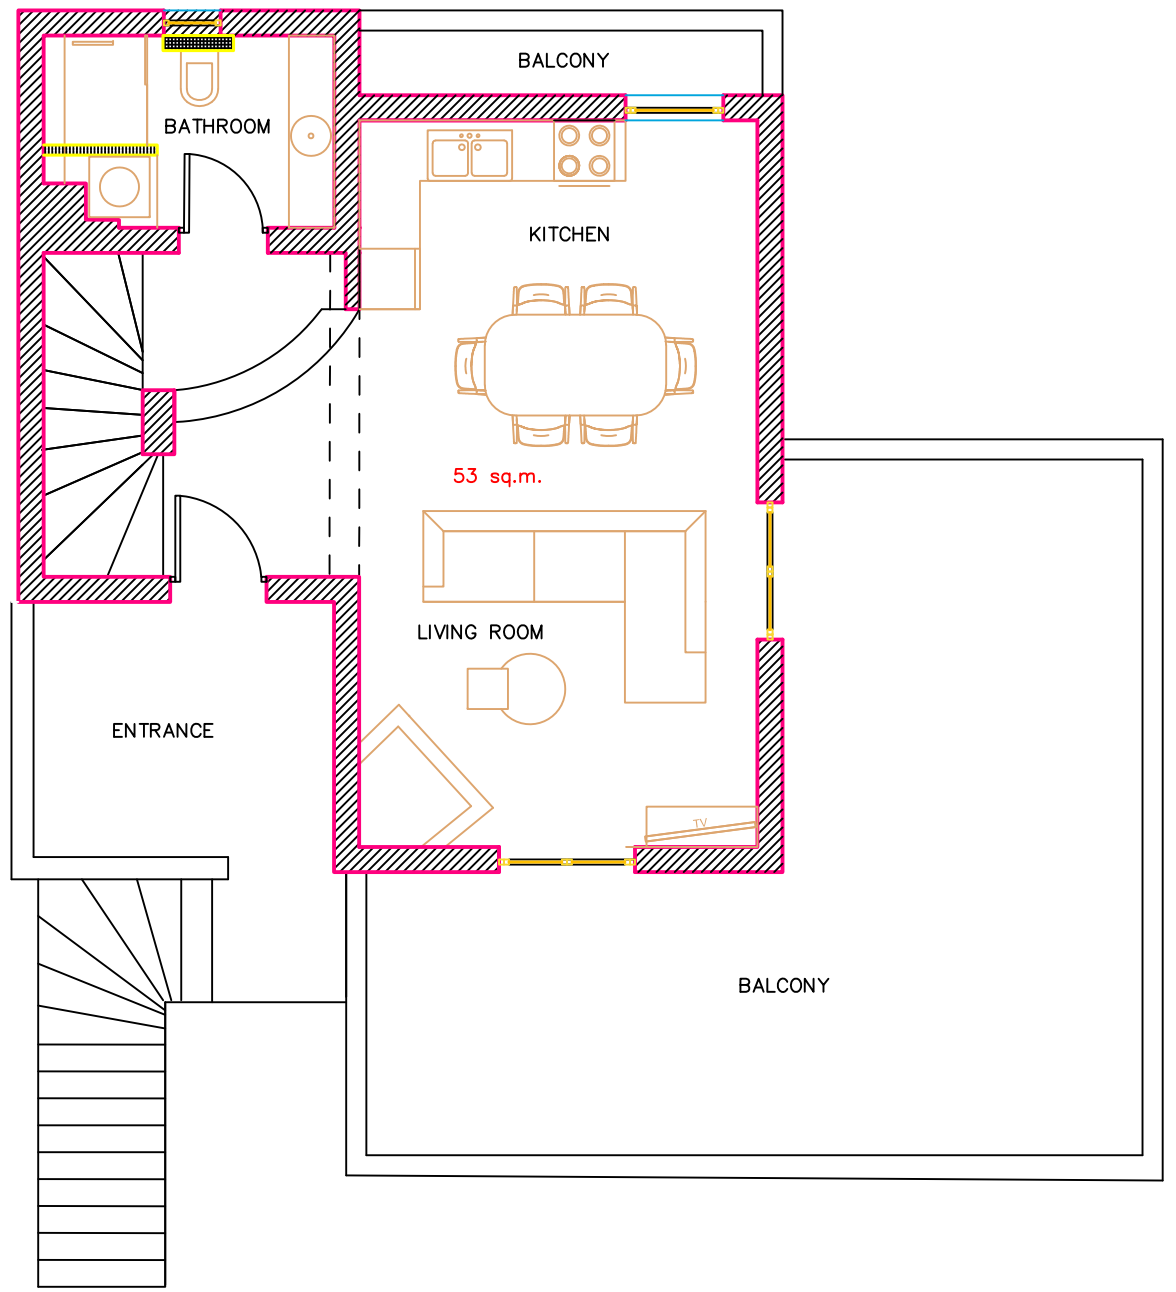 BALCONY
BATHROOM
KITCHEN
53 sq.m.
LIVING ROOM
ENTRANCE
TV
BALCONY